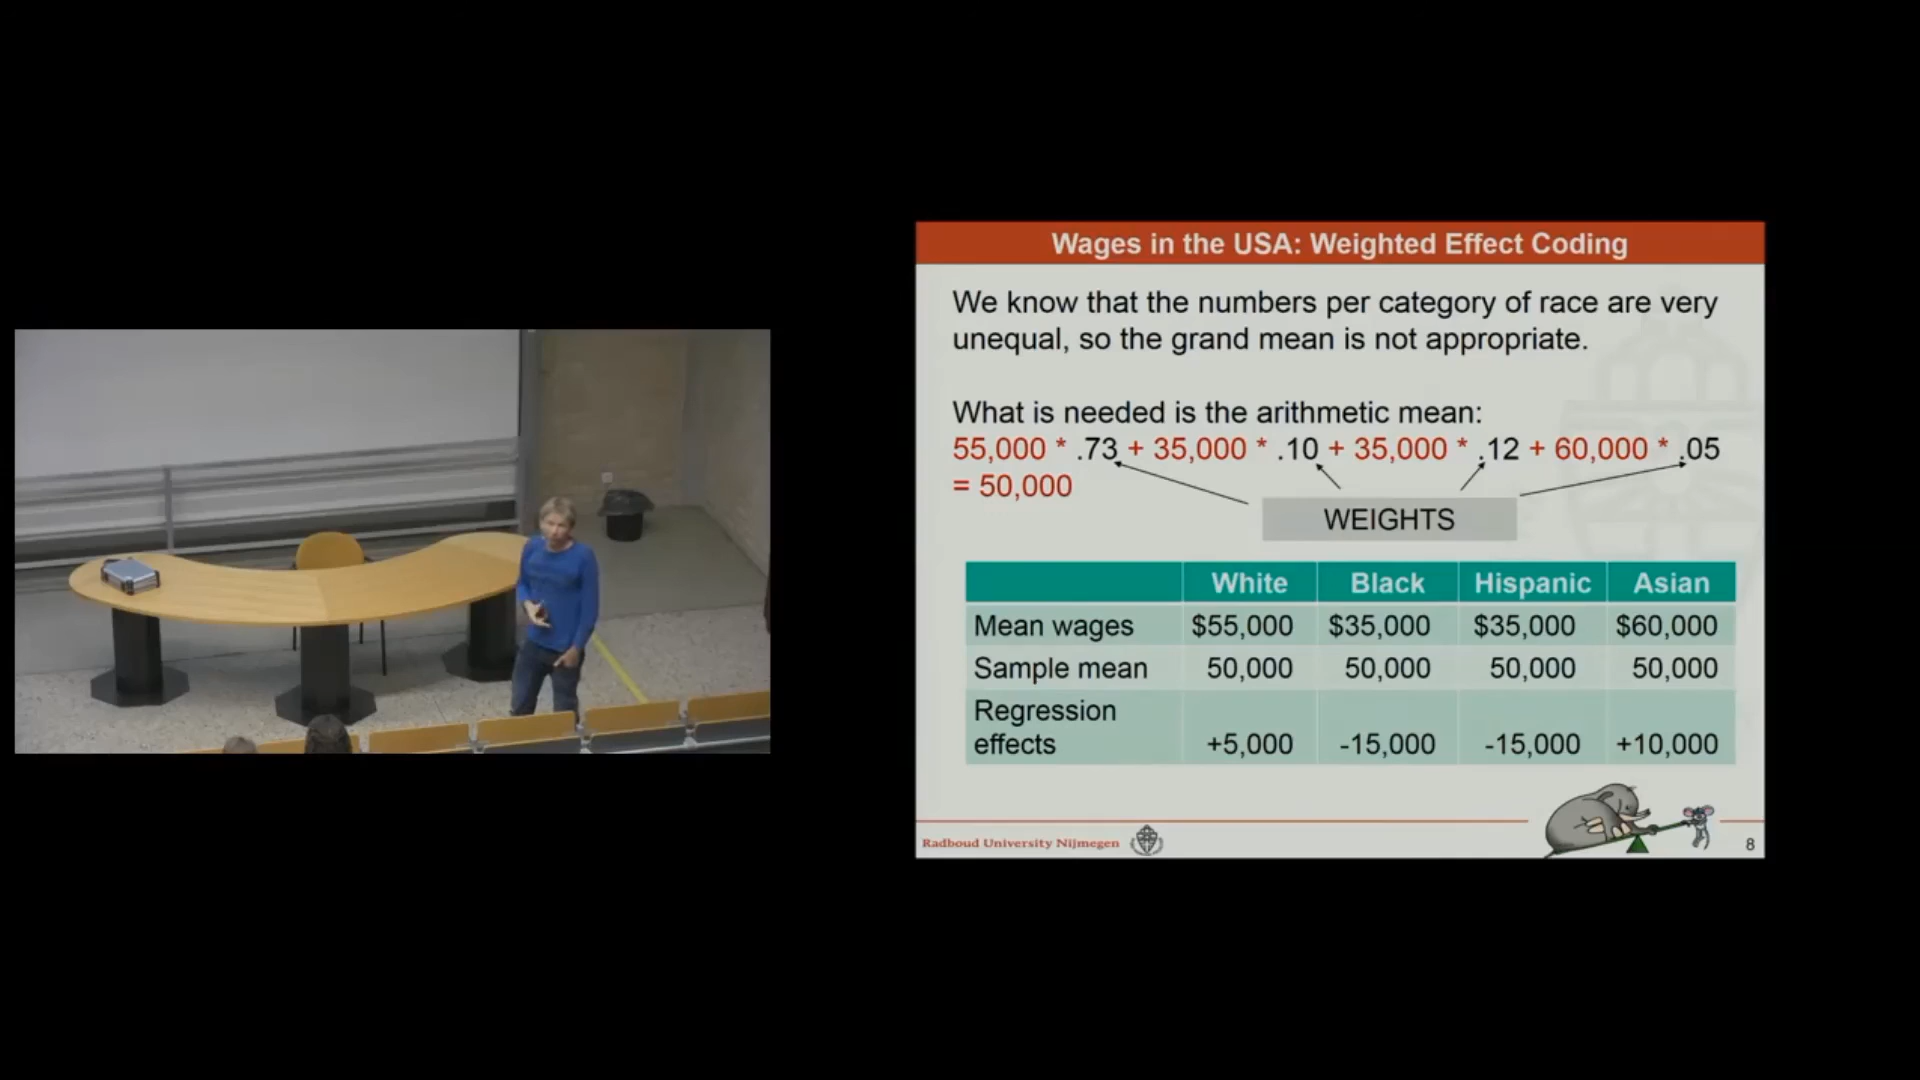 Wages in the USA: Weighted Effect Coding
We know that the numbers per category of race are very
unequal, so the grand mean is not appropriate.
What is needed is the arithmetic mean:
55,000 * .73 + 35,000 * .10 + 35,000 * .12 + 60,000 * .05
= 50,000
WEIGHTS
White Black Hispanic Asian
Mean wages $55,000 $35,000 $35,000 $60,000
Sample mean 50,000 50,000 50,000 50,000
Regression
effects +5,000 -15,000 -15,000 +10,000
Radboud University Nijmegen
8